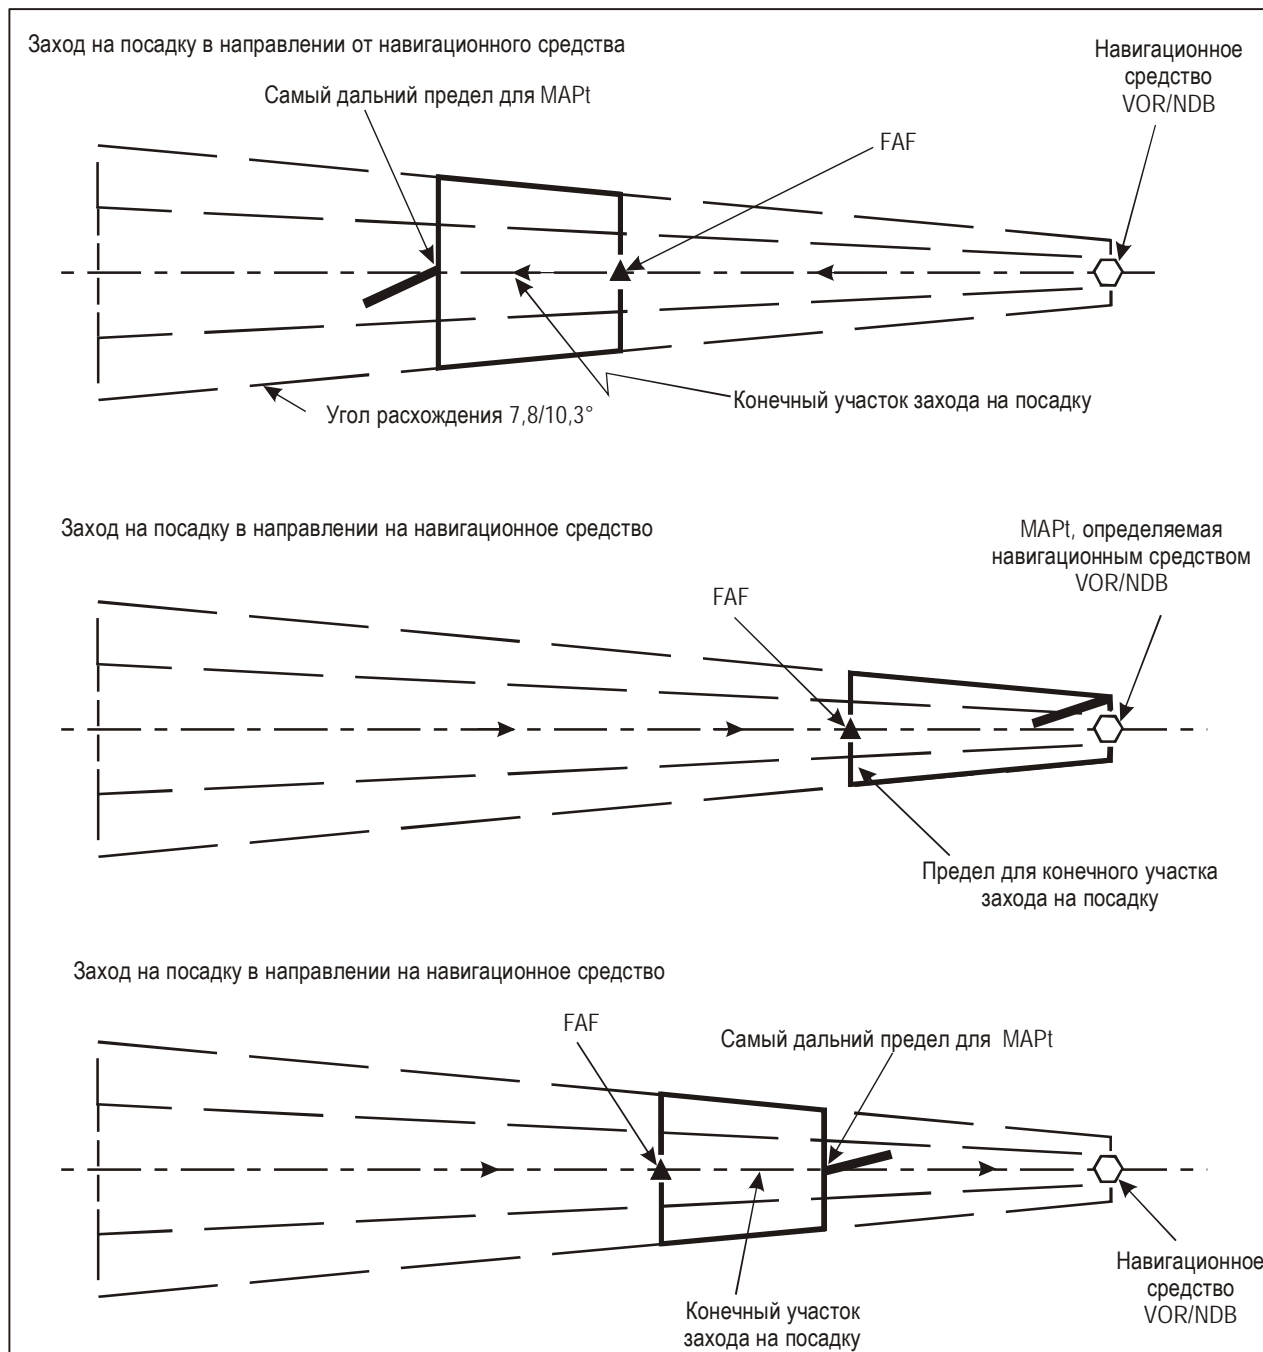 Заход на посадку в направлении от навигационного средства
Навигационное
средство
VOR/NDB
Самый дальний предел для MAPt
FAF
Угол расхождения 7,8/10,3°
Конечный участок захода на посадку
Заход на посадку в направлении на навигационное средство
MAPt, определяемая
навигационным средством
VOR/NDB
FAF
Предел для конечного участка
захода на посадку
Заход на посадку в направлении на навигационное средство
FAF
Самый дальний предел для MAPt
Конечный участок
захода на посадку
Навигационное
средство
VOR/NDB